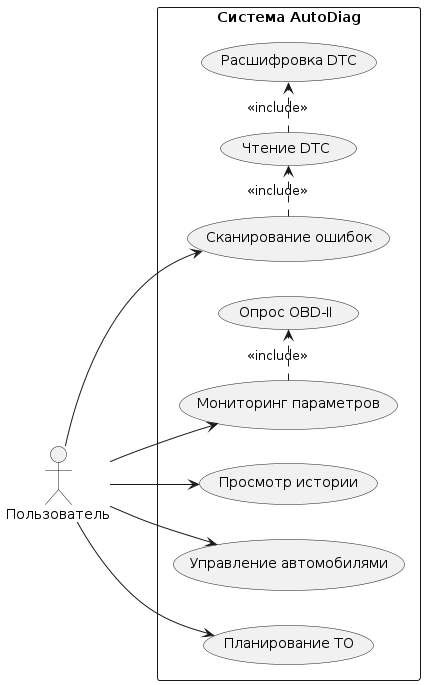 Система AutoDiag
Расшифровка DTC
«include»
Чтение DTC
«include»
Сканирование ошибок
Опрос OBD-II
«include»
Мониторинг параметров
Просмотр истории
Пользователь
Управление автомобилями
Планирование ТО